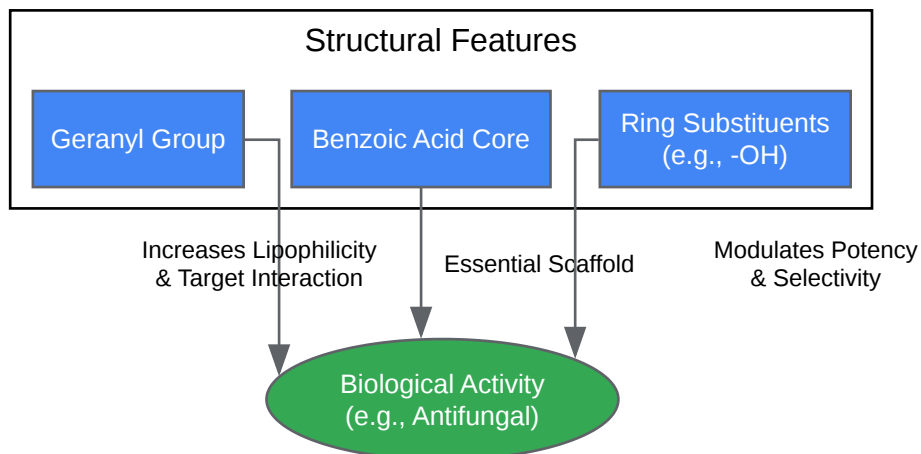 Structural Features
Geranyl Group
Benzoic Acid Core
Ring Substituents
(e.g., -OH)
Increases Lipophilicity
& Target Interaction
Essential Scaffold
Modulates Potency
& Selectivity
Biological Activity
(e.g., Antifungal)